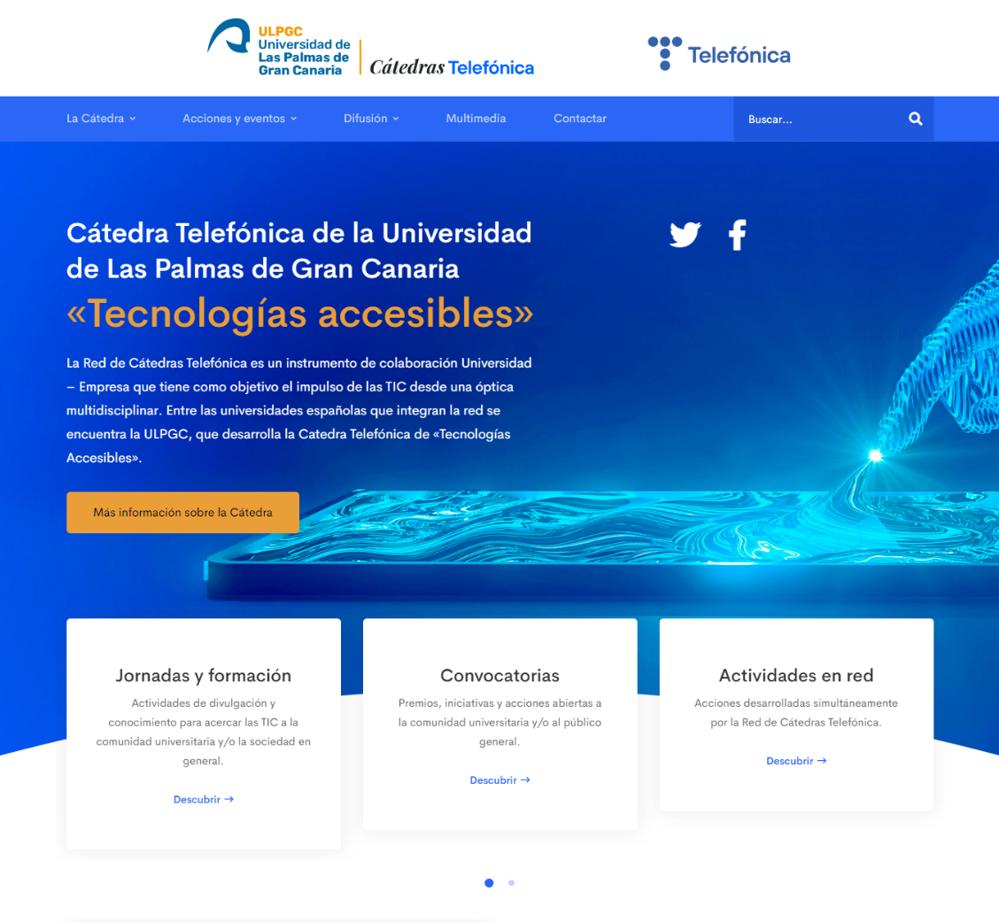 ULPGC
Universidad de
Las Palmas de
Gran Canaria
Cátedras Telefónica
Telefónica
La Cátedra
Acciones y eventos
Difusión
Multimedia
Contactar
Buscar...
Cátedra Telefónica de la Universidad
de Las Palmas de Gran Canaria
«Tecnologías accesibles»
La Red de Cátedras Telefónica es un instrumento de colaboración Universidad
– Empresa que tiene como objetivo el impulso de las TIC desde una óptica
multidisciplinar. Entre las universidades españolas que integran la red se
encuentra la ULPGC, que desarrolla la Catedra Telefónica de «Tecnologías
Accesibles».
Más información sobre la Cátedra
Jornadas y formación
Actividades de divulgación y
conocimiento para acercar las TIC a la
comunidad universitaria y/o la sociedad en
general.
Descubrir →
Convocatorias
Premios, iniciativas y acciones abiertas a
la comunidad universitaria y/o al público
general.
Descubrir →
Actividades en red
Acciones desarrolladas simultáneamente
por la Red de Cátedras Telefónica.
Descubrir →